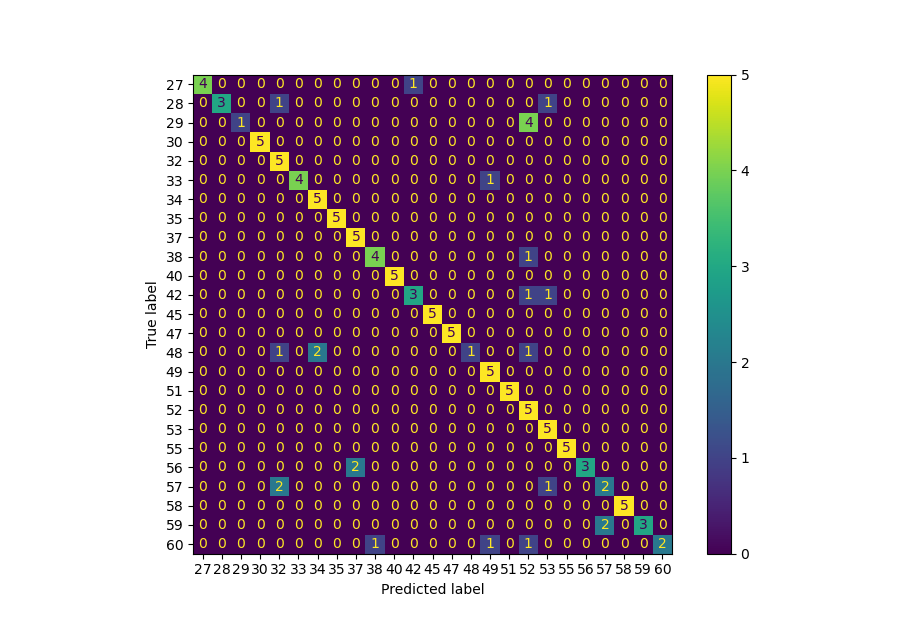 27 4 0 0 0 0 0 0 0 0 0 0 1 0 0 0 0 0 0 0 0 0 0 0 0 0
28 0 3 0 0 1 0 0 0 0 0 0 0 0 0 0 0 0 0 1 0 0 0 0 0 0
29 0 0 1 0 0 0 0 0 0 0 0 0 0 0 0 0 0 4 0 0 0 0 0 0 0
30 0 0 0 5 0 0 0 0 0 0 0 0 0 0 0 0 0 0 0 0 0 0 0 0 0
32 0 0 0 0 5 0 0 0 0 0 0 0 0 0 0 0 0 0 0 0 0 0 0 0 0
33 0 0 0 0 0 4 0 0 0 0 0 0 0 0 0 1 0 0 0 0 0 0 0 0 0
34 0 0 0 0 0 0 5 0 0 0 0 0 0 0 0 0 0 0 0 0 0 0 0 0 0
35 0 0 0 0 0 0 0 5 0 0 0 0 0 0 0 0 0 0 0 0 0 0 0 0 0
37 0 0 0 0 0 0 0 0 5 0 0 0 0 0 0 0 0 0 0 0 0 0 0 0 0
38 0 0 0 0 0 0 0 0 0 4 0 0 0 0 0 0 0 1 0 0 0 0 0 0 0
40 0 0 0 0 0 0 0 0 0 0 5 0 0 0 0 0 0 0 0 0 0 0 0 0 0
42 0 0 0 0 0 0 0 0 0 0 0 3 0 0 0 0 0 1 1 0 0 0 0 0 0
45 0 0 0 0 0 0 0 0 0 0 0 0 5 0 0 0 0 0 0 0 0 0 0 0 0
47 0 0 0 0 0 0 0 0 0 0 0 0 0 5 0 0 0 0 0 0 0 0 0 0 0
48 0 0 0 0 1 0 2 0 0 0 0 0 0 0 1 0 0 1 0 0 0 0 0 0 0
49 0 0 0 0 0 0 0 0 0 0 0 0 0 0 0 5 0 0 0 0 0 0 0 0 0
51 0 0 0 0 0 0 0 0 0 0 0 0 0 0 0 0 5 0 0 0 0 0 0 0 0
52 0 0 0 0 0 0 0 0 0 0 0 0 0 0 0 0 0 5 0 0 0 0 0 0 0
53 0 0 0 0 0 0 0 0 0 0 0 0 0 0 0 0 0 0 5 0 0 0 0 0 0
55 0 0 0 0 0 0 0 0 0 0 0 0 0 0 0 0 0 0 0 5 0 0 0 0 0
56 0 0 0 0 0 0 0 0 2 0 0 0 0 0 0 0 0 0 0 0 3 0 0 0 0
57 0 0 0 0 2 0 0 0 0 0 0 0 0 0 0 0 0 0 1 0 0 2 0 0 0
58 0 0 0 0 0 0 0 0 0 0 0 0 0 0 0 0 0 0 0 0 0 0 5 0 0
59 0 0 0 0 0 0 0 0 0 0 0 0 0 0 0 0 0 0 0 0 0 2 0 3 0
60 0 0 0 0 0 0 0 0 0 1 0 0 0 0 0 1 0 1 0 0 0 0 0 0 2
27 28 29 30 32 33 34 35 37 38 40 42 45 47 48 49 51 52 53 55 56 57 58 59 60
Predicted label
True label
5
4
3
2
1
0